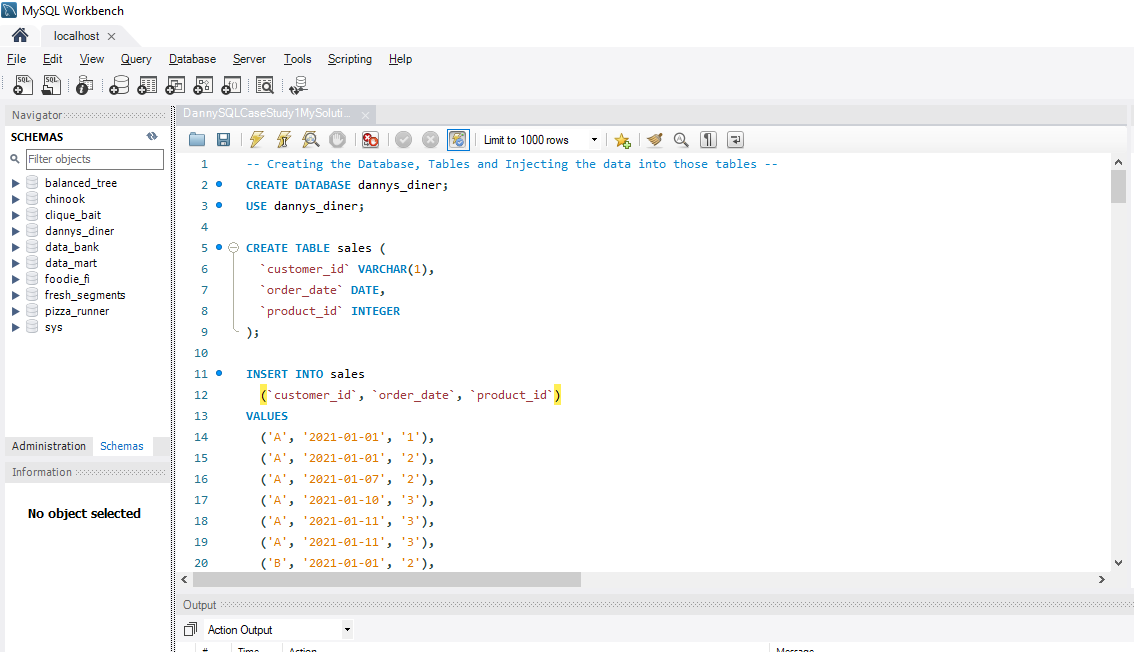 MySQL Workbench
localhost
File Edit View Query Database Server Tools Scripting Help
Navigator
SCHEMAS
Filter objects
balanced_tree
chinook
clique_bait
dannys_diner
data_bank
data_mart
foodie_fi
fresh_segments
pizza_runner
sys
Administration Schemas
Information
No object selected
DannySQLCaseStudy1MySoluti...
Limit to 1000 rows
1 -- Creating the Database, Tables and Injecting the data into those tables --
2 CREATE DATABASE dannys_diner;
3 USE dannys_diner;
4
5 CREATE TABLE sales (
6 `customer_id` VARCHAR(1),
7 `order_date` DATE,
8 `product_id` INTEGER
9 );
10
11 INSERT INTO sales
12 (`customer_id`, `order_date`, `product_id`)
13 VALUES
14 ('A', '2021-01-01', '1'),
15 ('A', '2021-01-01', '2'),
16 ('A', '2021-01-07', '2'),
17 ('A', '2021-01-10', '3'),
18 ('A', '2021-01-11', '3'),
19 ('A', '2021-01-11', '3'),
20 ('B', '2021-01-01', '2'),
Output
Action Output
# Time Action Message